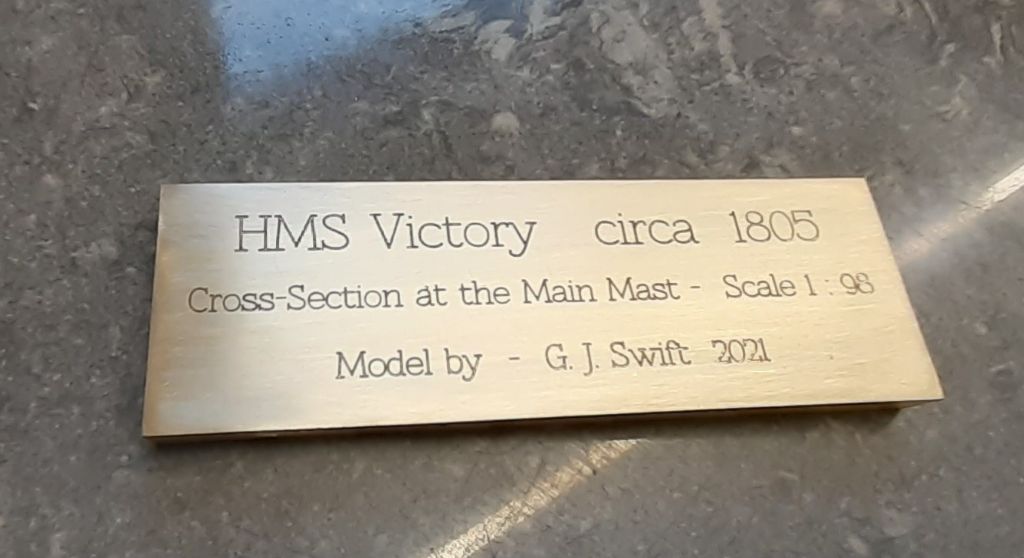 HMS Victory circa 1805
Cross-Section at the Main Mast - Scale 1 : 98
Model by - G. J. Swift 2021